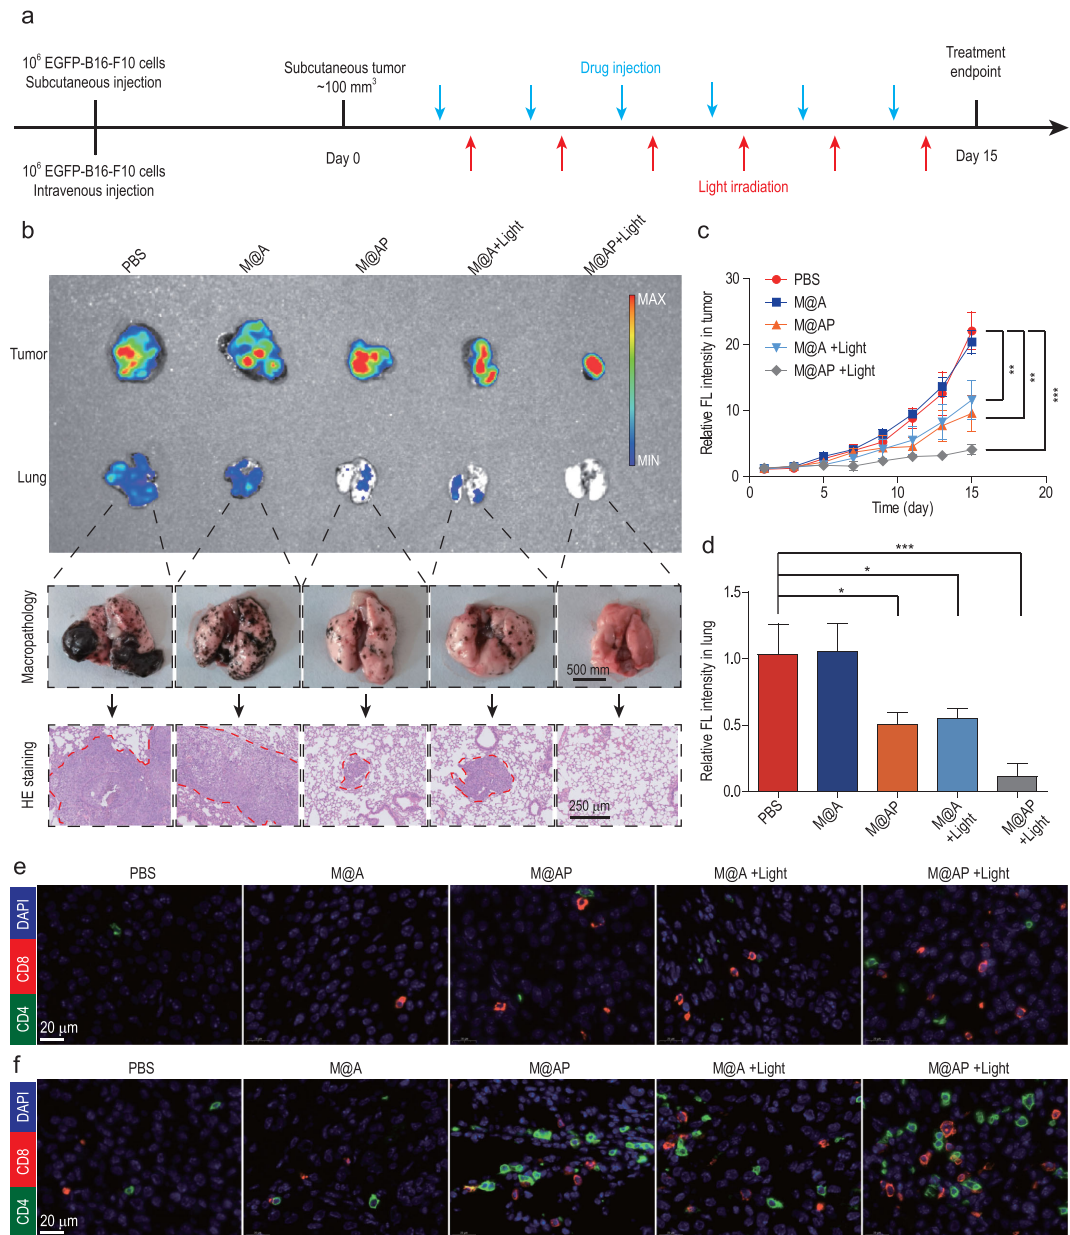 a
10⁶ EGFP-B16-F10 cells
Subcutaneous injection
Subcutaneous tumor
~100 mm³
Drug injection
Treatment
endpoint
10⁶ EGFP-B16-F10 cells
Intravenous injection
Day 0
Light irradiation
Day 15
b
PBS
M@A
M@AP
M@A+Light
M@AP+Light
Tumor
Lung
MAX
MIN
Macropathology
500 mm
HE staining
250 μm
c
Relative FL intensity in tumor
30
20
10
0
PBS
M@A
M@AP
M@A +Light
M@AP +Light
**
**
***
0
5
10
15
20
Time (day)
d
Relative FL intensity in lung
1.5
1.0
0.5
0.0
***
*
*
PBS
M@A
M@AP
M@A
+Light
M@AP
+Light
e
PBS
M@A
M@AP
M@A +Light
M@AP +Light
DAPI
CD8
CD4
20 μm
f
PBS
M@A
M@AP
M@A +Light
M@AP +Light
DAPI
CD8
CD4
20 μm